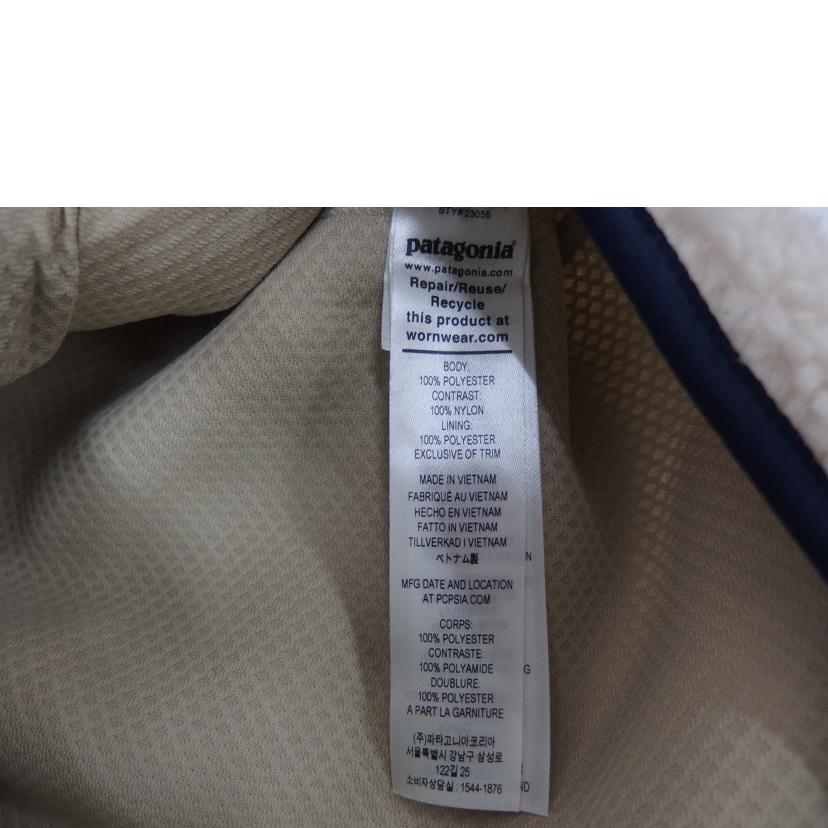 STY#23056
patagonia®
www.patagonia.com
Repair/Reuse/
Recycle
this product at
wornwear.com
BODY:
100% POLYESTER
CONTRAST:
100% NYLON
LINING:
100% POLYESTER
EXCLUSIVE OF TRIM
MADE IN VIETNAM
FABRIQUÉ AU VIETNAM
HECHO EN VIETNAM
FATTO IN VIETNAM
TILLVERKAD I VIETNAM
ベトナム製
MFG DATE AND LOCATION
AT PCPSIA.COM
CORPS:
100% POLYESTER
CONTRASTE:
100% POLYAMIDE
DOUBLURE:
100% POLYESTER
A PART LA GARNITURE
(주)파타고니아코리아
서울특별시 강남구 삼성로
122길 25
소비자상담실 : 1544-1876